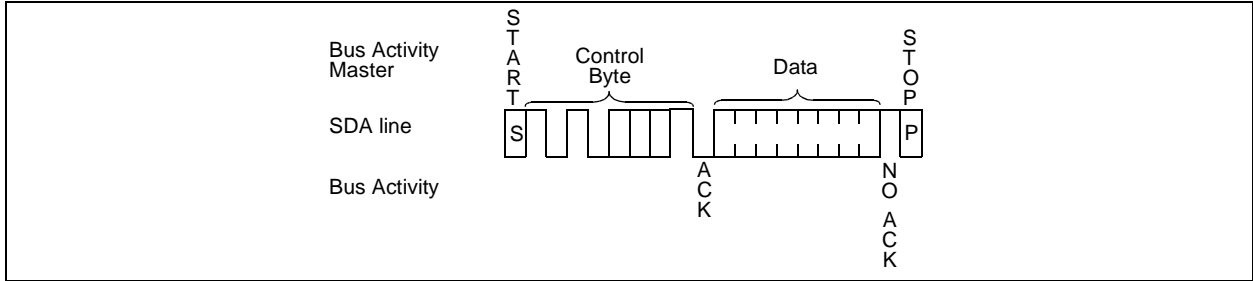 Bus Activity
Master
START
Control
Byte
Data
STOP
SDA line
S
P
Bus Activity
ACK
NO ACK